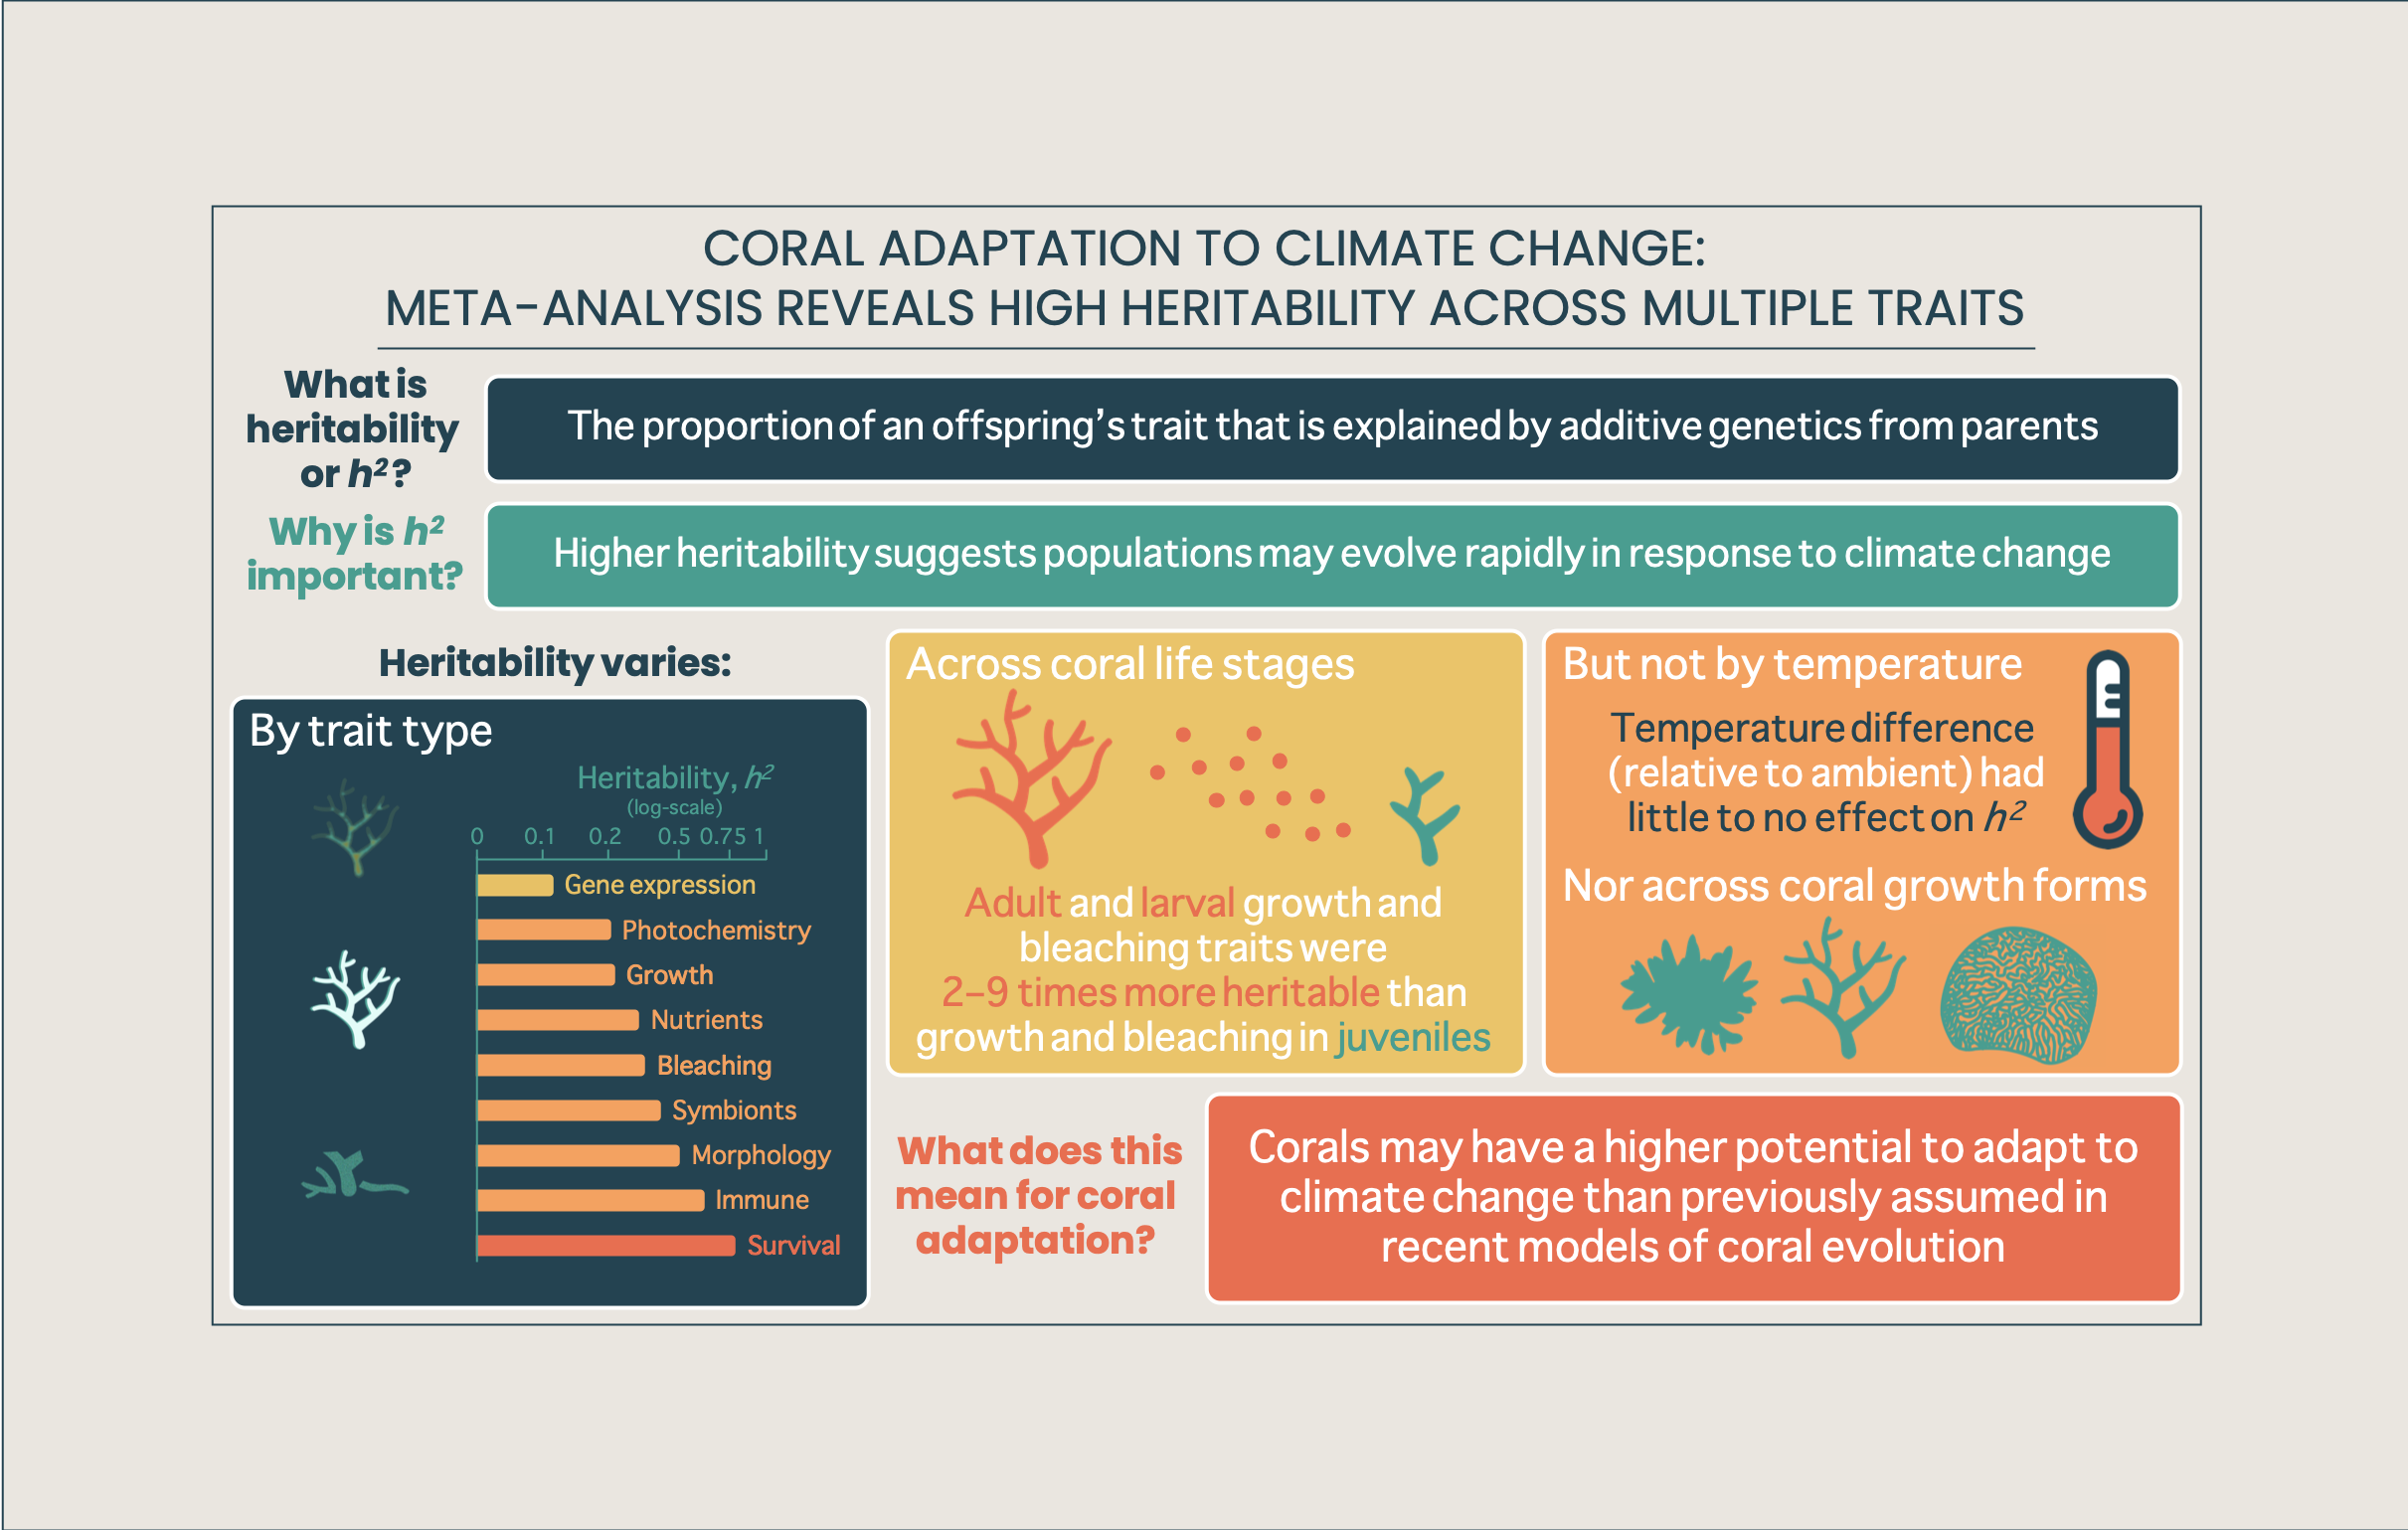 CORAL ADAPTATION TO CLIMATE CHANGE:
META-ANALYSIS REVEALS HIGH HERITABILITY ACROSS MULTIPLE TRAITS
What is
heritability
or h²?
The proportion of an offspring's trait that is explained by additive genetics from parents
Why is h²
important?
Higher heritability suggests populations may evolve rapidly in response to climate change
Heritability varies:
By trait type
Heritability, h²
(log-scale)
0 0.1 0.2 0.5 0.75 1
Gene expression
Photochemistry
Growth
Nutrients
Bleaching
Symbionts
Morphology
Immune
Survival
Across coral life stages
Adult and larval growth and
bleaching traits were
2–9 times more heritable than
growth and bleaching in juveniles
But not by temperature
Temperature difference
(relative to ambient) had
little to no effect on h²
Nor across coral growth forms
What does this
mean for coral
adaptation?
Corals may have a higher potential to adapt to
climate change than previously assumed in
recent models of coral evolution